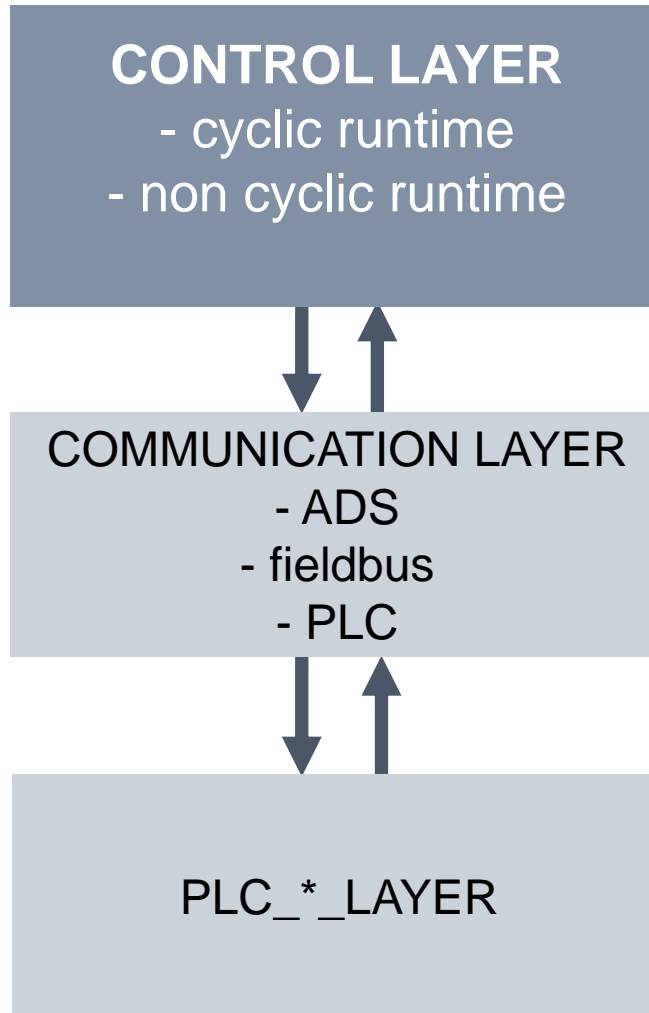 CONTROL LAYER
- cyclic runtime
- non cyclic runtime
COMMUNICATION LAYER
- ADS
- fieldbus
- PLC
PLC_*_LAYER